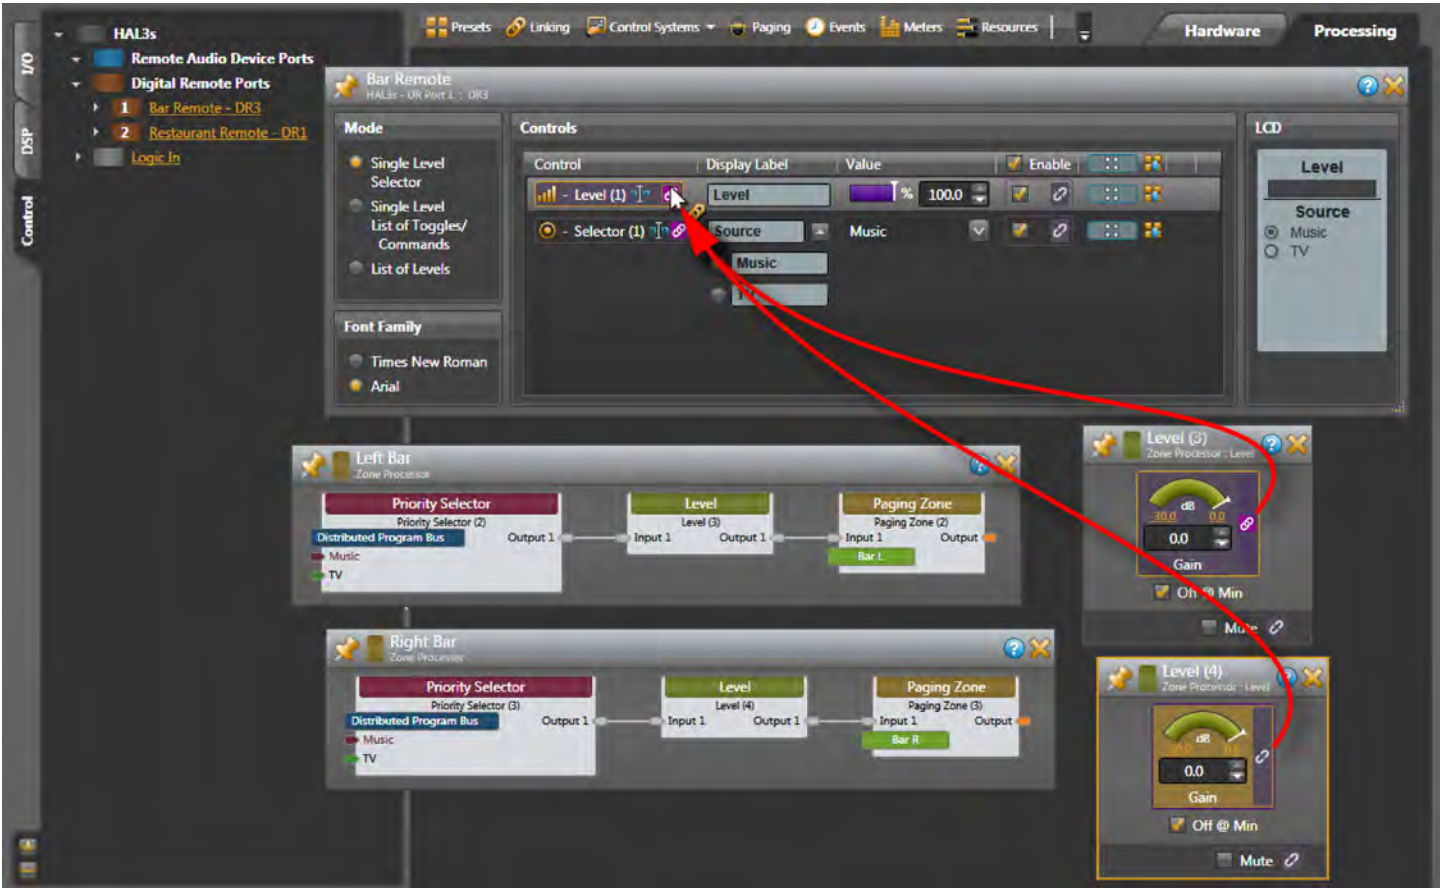 Presets
Linking
Control Systems
Paging
Events
Meters
Resources
Hardware
Processing
I/O
DSP
Control
HAL3s
Remote Audio Device Ports
Digital Remote Ports
1 Bar Remote - DR3
2 Restaurant Remote - DR1
Logic In
Bar Remote
HAL3s - DR Port 1 : DR3
Mode
Single Level
Selector
Single Level
List of Toggles/
Commands
List of Levels
Font Family
Times New Roman
Arial
Controls
Control Display Label Value Enable
- Level (1) Level % 100.0
- Selector (1) Source Music
Music
TV
LCD
Level
Source
Music
TV
Left Bar
Zone Processor
Priority Selector
Priority Selector (2)
Distributed Program Bus
Music
TV
Output 1
Level
Level (3)
Input 1 Output 1
Paging Zone
Paging Zone (2)
Input 1 Output
Bar L
Level (3)
Zone Processor : Level
dB
-30.0 0.0
0.0
Gain
Off @ Min
Mute
Right Bar
Zone Processor
Priority Selector
Priority Selector (3)
Distributed Program Bus
Music
TV
Output 1
Level
Level (4)
Input 1 Output 1
Paging Zone
Paging Zone (3)
Input 1 Output
Bar R
Level (4)
Zone Processor : Level
dB
0.0
0.0
Gain
Off @ Min
Mute